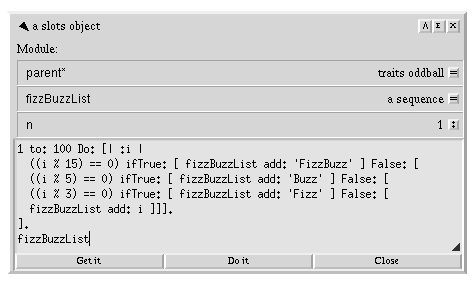 a slots object
A E X
Module:
parent* traits oddball
fizzBuzzList a sequence
n 1 :
1 to: 100 Do: [| :i |
((i % 15) == 0) ifTrue: [ fizzBuzzList add: 'FizzBuzz' ] False: [
((i % 5) == 0) ifTrue: [ fizzBuzzList add: 'Buzz' ] False: [
((i % 3) == 0) ifTrue: [ fizzBuzzList add: 'Fizz' ] False: [
fizzBuzzList add: i ]]].
].
fizzBuzzList
Get it Do it Close